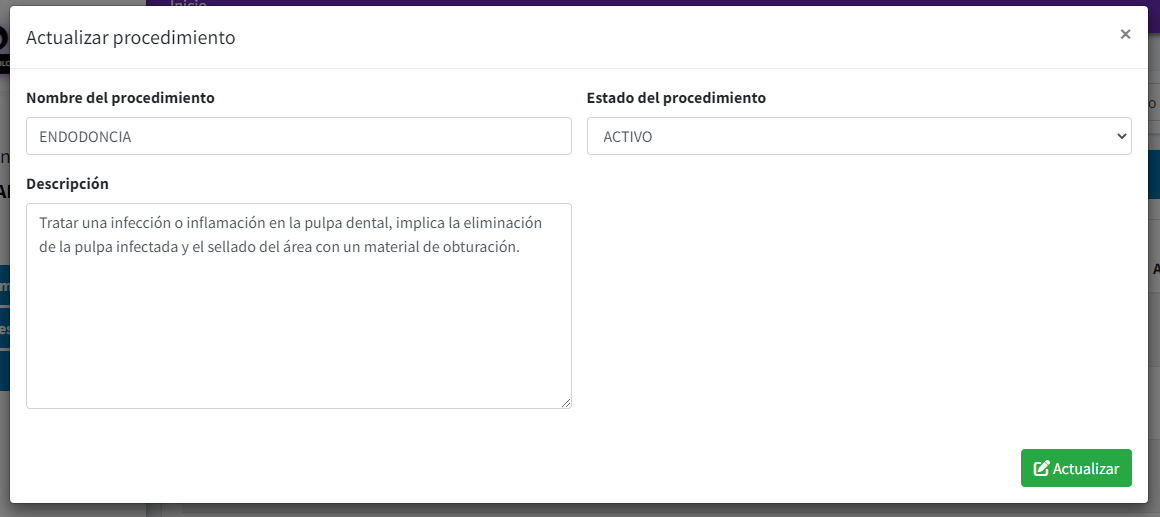 Inicio
Actualizar procedimiento
×
Nombre del procedimiento
Estado del procedimiento
ENDODONCIA
ACTIVO
Descripción
Tratar una infección o inflamación en la pulpa dental, implica la eliminación
de la pulpa infectada y el sellado del área con un material de obturación.
Actualizar